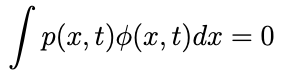 ∫ p(x, t)ϕ(x, t)dx = 0